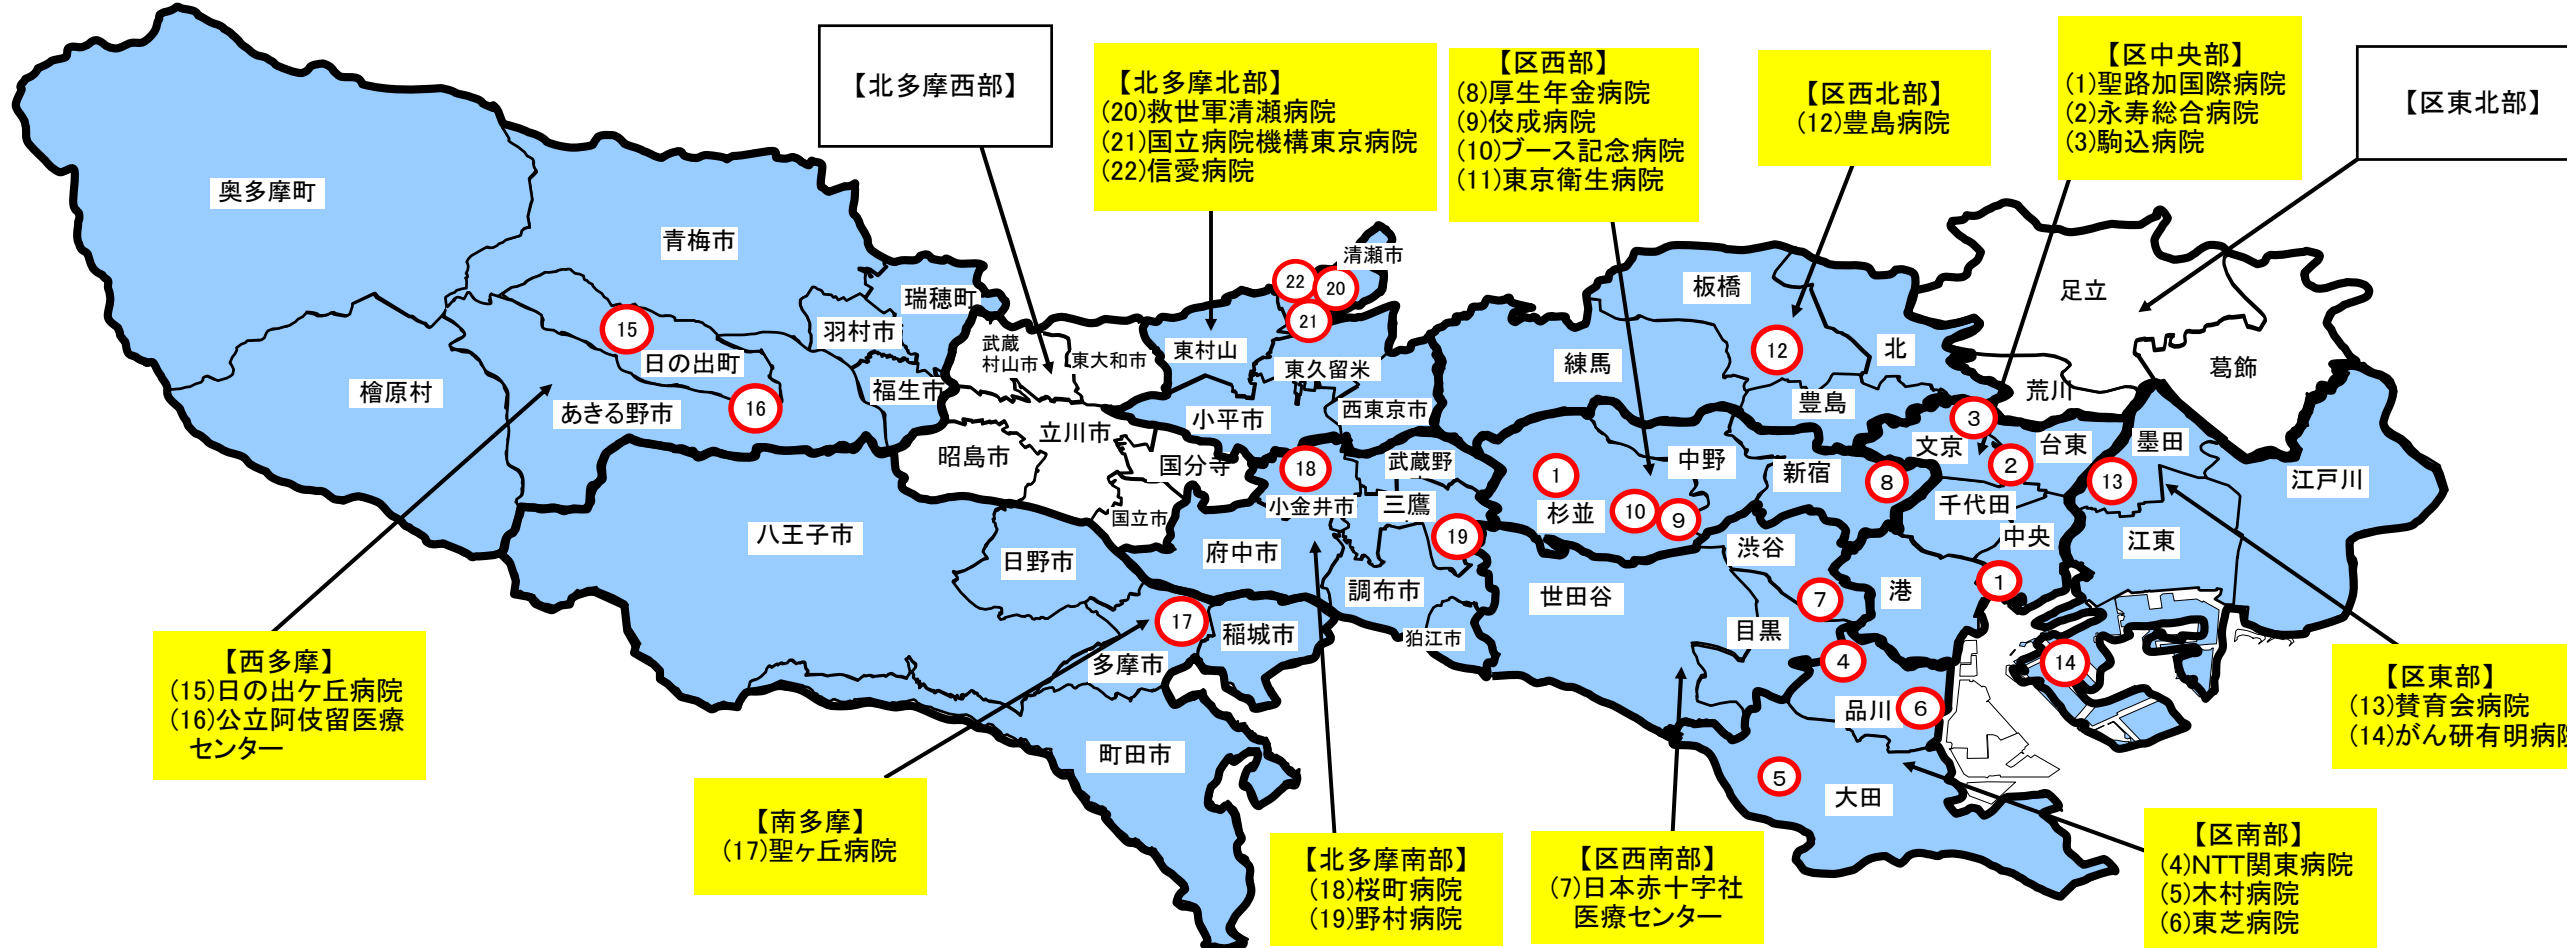 【北多摩西部】
【北多摩北部】
(20)救世軍清瀬病院
(21)国立病院機構東京病院
(22)信愛病院
【区西部】
(8)厚生年金病院
(9)佼成病院
(10)ブース記念病院
(11)東京衛生病院
【区西北部】
(12)豊島病院
【区中央部】
(1)聖路加国際病院
(2)永寿総合病院
(3)駒込病院
【区東北部】
奥多摩町
青梅市
瑞穂町
羽村市
福生市
日の出町
あきる野市
檜原村
15
16
武蔵
村山市
東大和市
立川市
昭島市
国分寺
国立市
東村山
清瀬市
22
20
21
東久留米
小平市
西東京市
板橋
練馬
北
豊島
12
足立
葛飾
荒川
八王子市
日野市
多摩市
稲城市
町田市
17
府中市
小金井市
18
武蔵野
三鷹
19
調布市
狛江市
杉並
1
10
9
中野
新宿
8
文京
3
台東
2
千代田
中央
1
港
墨田
13
江東
江戸川
14
世田谷
渋谷
7
目黒
4
品川
6
5
大田
【西多摩】
(15)日の出ケ丘病院
(16)公立阿伎留医療
センター
【南多摩】
(17)聖ヶ丘病院
【北多摩南部】
(18)桜町病院
(19)野村病院
【区西南部】
(7)日本赤十字社
医療センター
【区南部】
(4)NTT関東病院
(5)木村病院
(6)東芝病院
【区東部】
(13)賛育会病院
(14)がん研有明病院